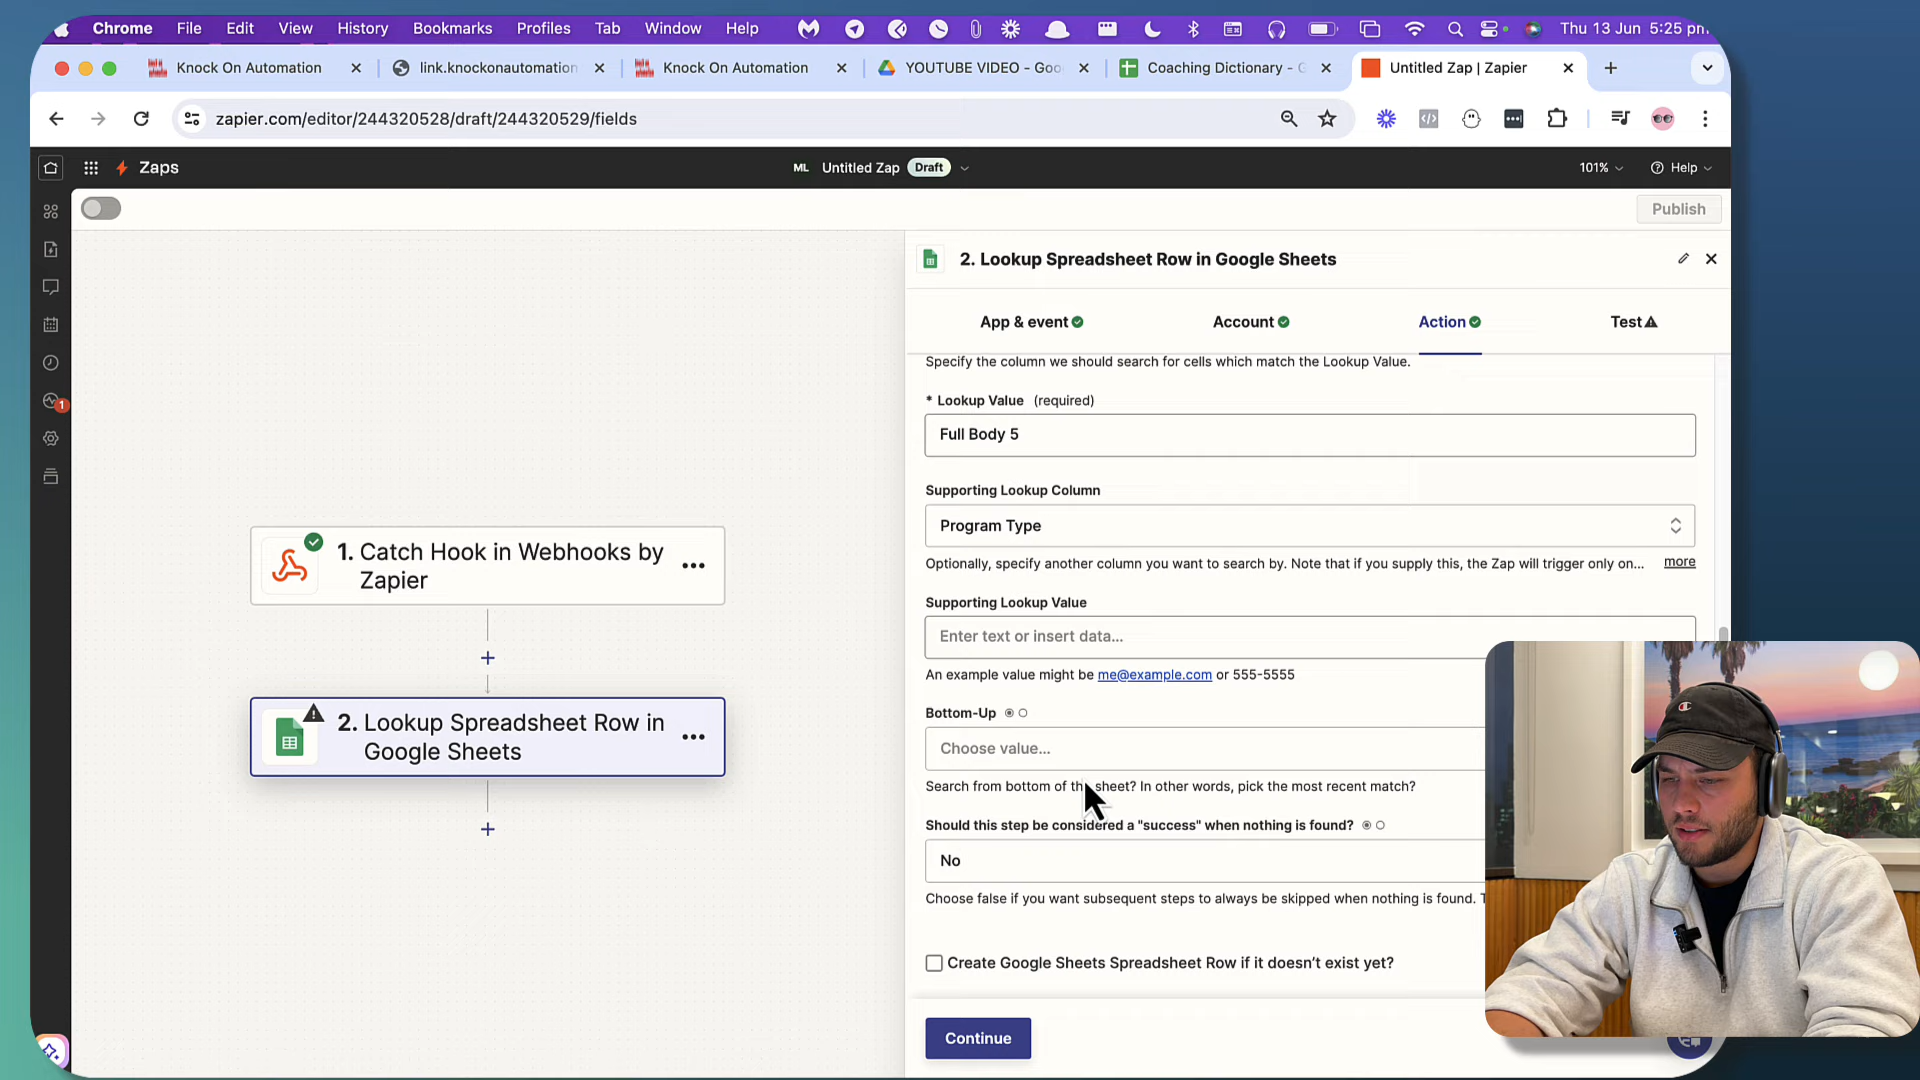 Chrome File Edit View History Bookmarks Profiles Tab Window Help Thu 13 Jun 5:25 pm
Knock On Automation link.knockonautomation Knock On Automation YOUTUBE VIDEO - Goo Coaching Dictionary - G Untitled Zap | Zapier
zapier.com/editor/244320528/draft/244320529/fields
Zaps ML Untitled Zap Draft 101% Help
Publish
2. Lookup Spreadsheet Row in Google Sheets
App & event Account Action Test
Specify the column we should search for cells which match the Lookup Value.
* Lookup Value (required)
Full Body 5
Supporting Lookup Column
Program Type
Optionally, specify another column you want to search by. Note that if you supply this, the Zap will trigger only on... more
Supporting Lookup Value
Enter text or insert data...
An example value might be me@example.com or 555-5555
Bottom-Up
Choose value...
Search from bottom of the sheet? In other words, pick the most recent match?
Should this step be considered a "success" when nothing is found?
No
Choose false if you want subsequent steps to always be skipped when nothing is found. T
Create Google Sheets Spreadsheet Row if it doesn't exist yet?
Continue
1. Catch Hook in Webhooks by
Zapier
2. Lookup Spreadsheet Row in
Google Sheets
1